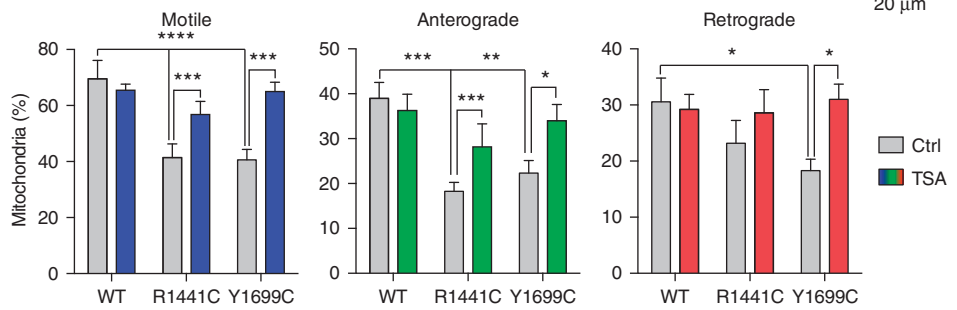 20 μm
Motile
Anterograde
Retrograde
Mitochondria (%)
80
60
40
20
0
****
***
***
WT
R1441C
Y1699C
50
40
30
20
10
0
***
**
***
*
WT
R1441C
Y1699C
40
30
20
10
0
*
*
WT
R1441C
Y1699C
Ctrl
TSA